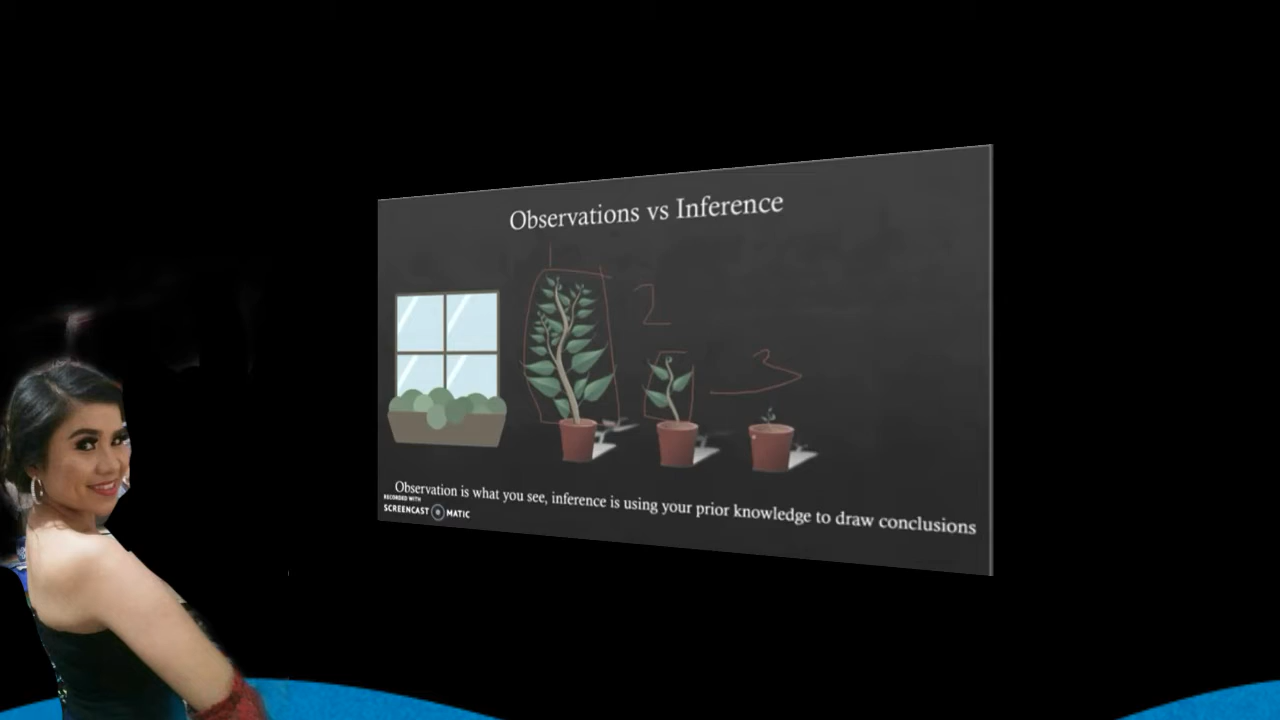 Observations vs Inference
2
3
Observation is what you see, inference is using your prior knowledge to draw conclusions
RECORDED WITH
SCREENCAST MATIC